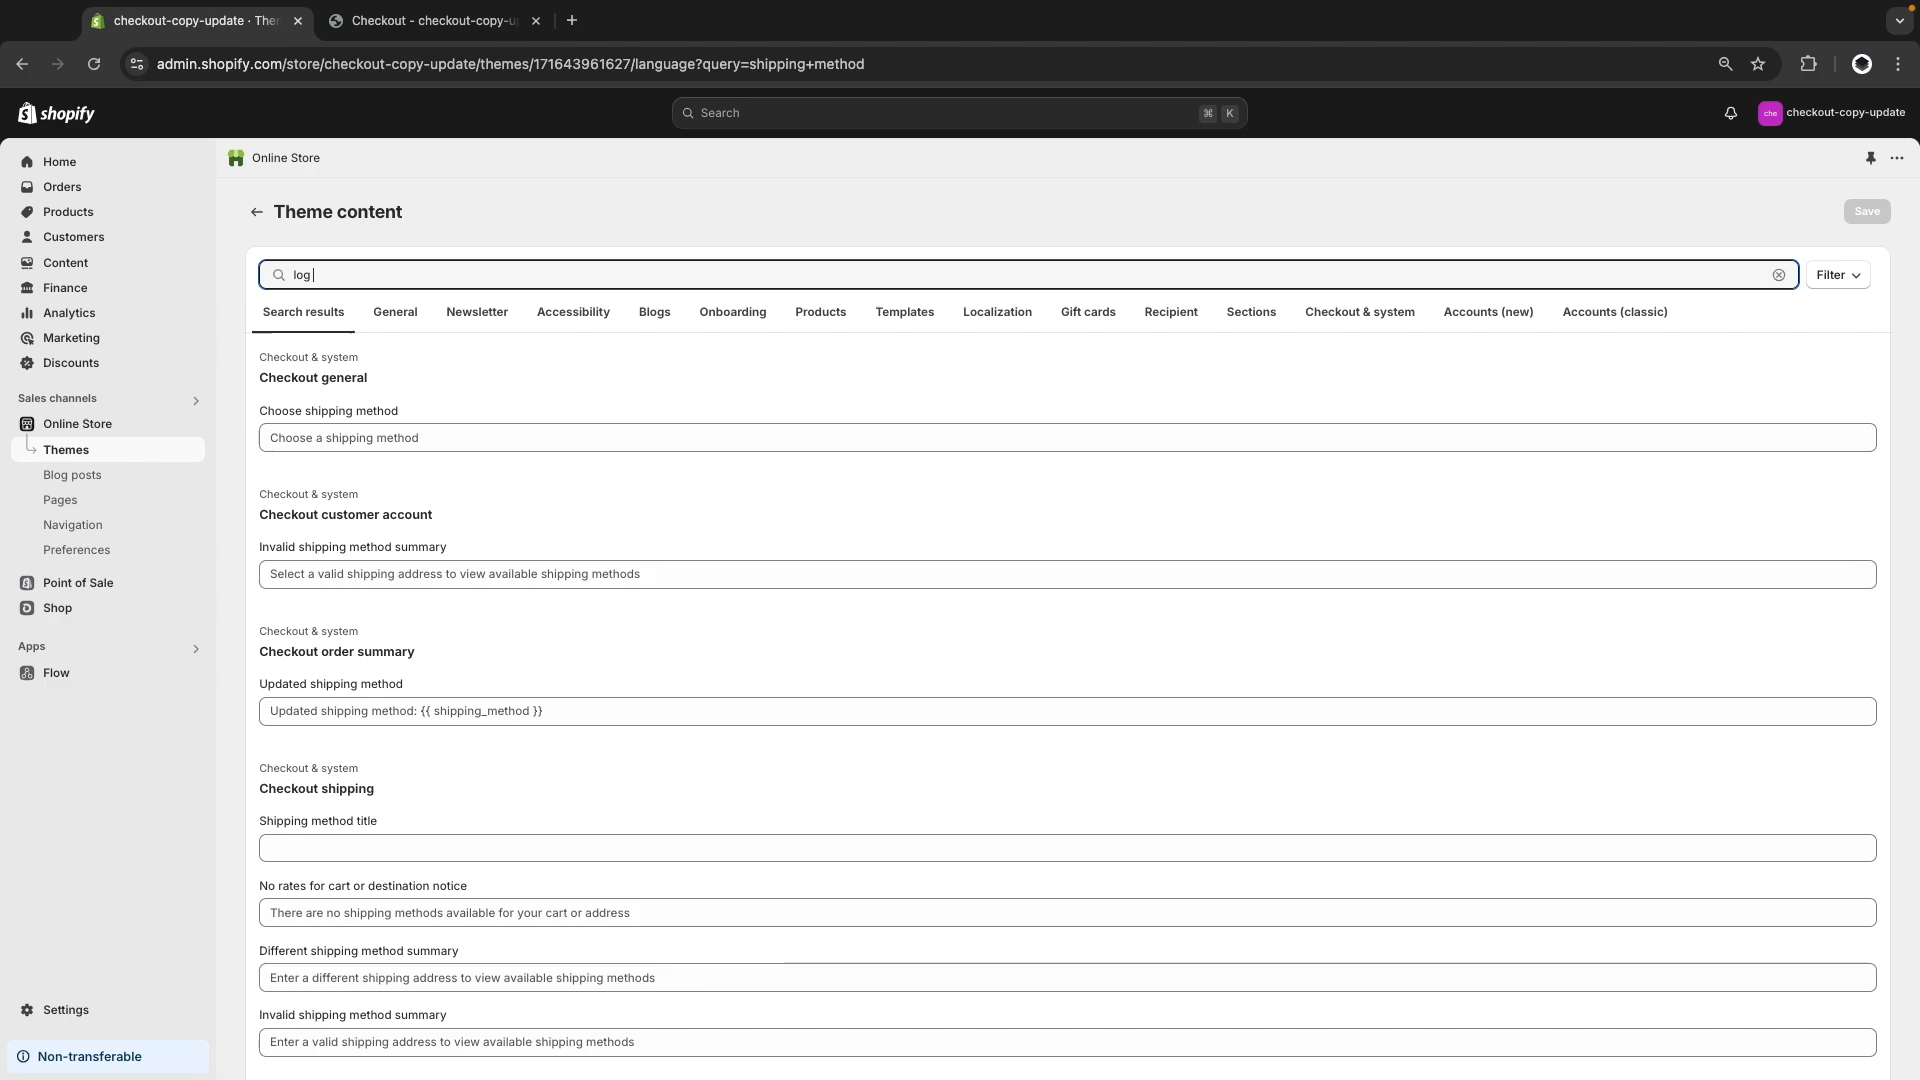 checkout-copy-update · Ther
Checkout - checkout-copy-u
admin.shopify.com/store/checkout-copy-update/themes/171643961627/language?query=shipping+method
shopify
Search
⌘ K
che
checkout-copy-update
Home
Orders
Products
Customers
Content
Finance
Analytics
Marketing
Discounts
Sales channels
Online Store
Themes
Blog posts
Pages
Navigation
Preferences
Point of Sale
Shop
Apps
Flow
Settings
Non-transferable
Online Store
Theme content
Save
log
Filter
Search results
General
Newsletter
Accessibility
Blogs
Onboarding
Products
Templates
Localization
Gift cards
Recipient
Sections
Checkout & system
Accounts (new)
Accounts (classic)
Checkout & system
Checkout general
Choose shipping method
Choose a shipping method
Checkout & system
Checkout customer account
Invalid shipping method summary
Select a valid shipping address to view available shipping methods
Checkout & system
Checkout order summary
Updated shipping method
Updated shipping method: {{ shipping_method }}
Checkout & system
Checkout shipping
Shipping method title
No rates for cart or destination notice
There are no shipping methods available for your cart or address
Different shipping method summary
Enter a different shipping address to view available shipping methods
Invalid shipping method summary
Enter a valid shipping address to view available shipping methods